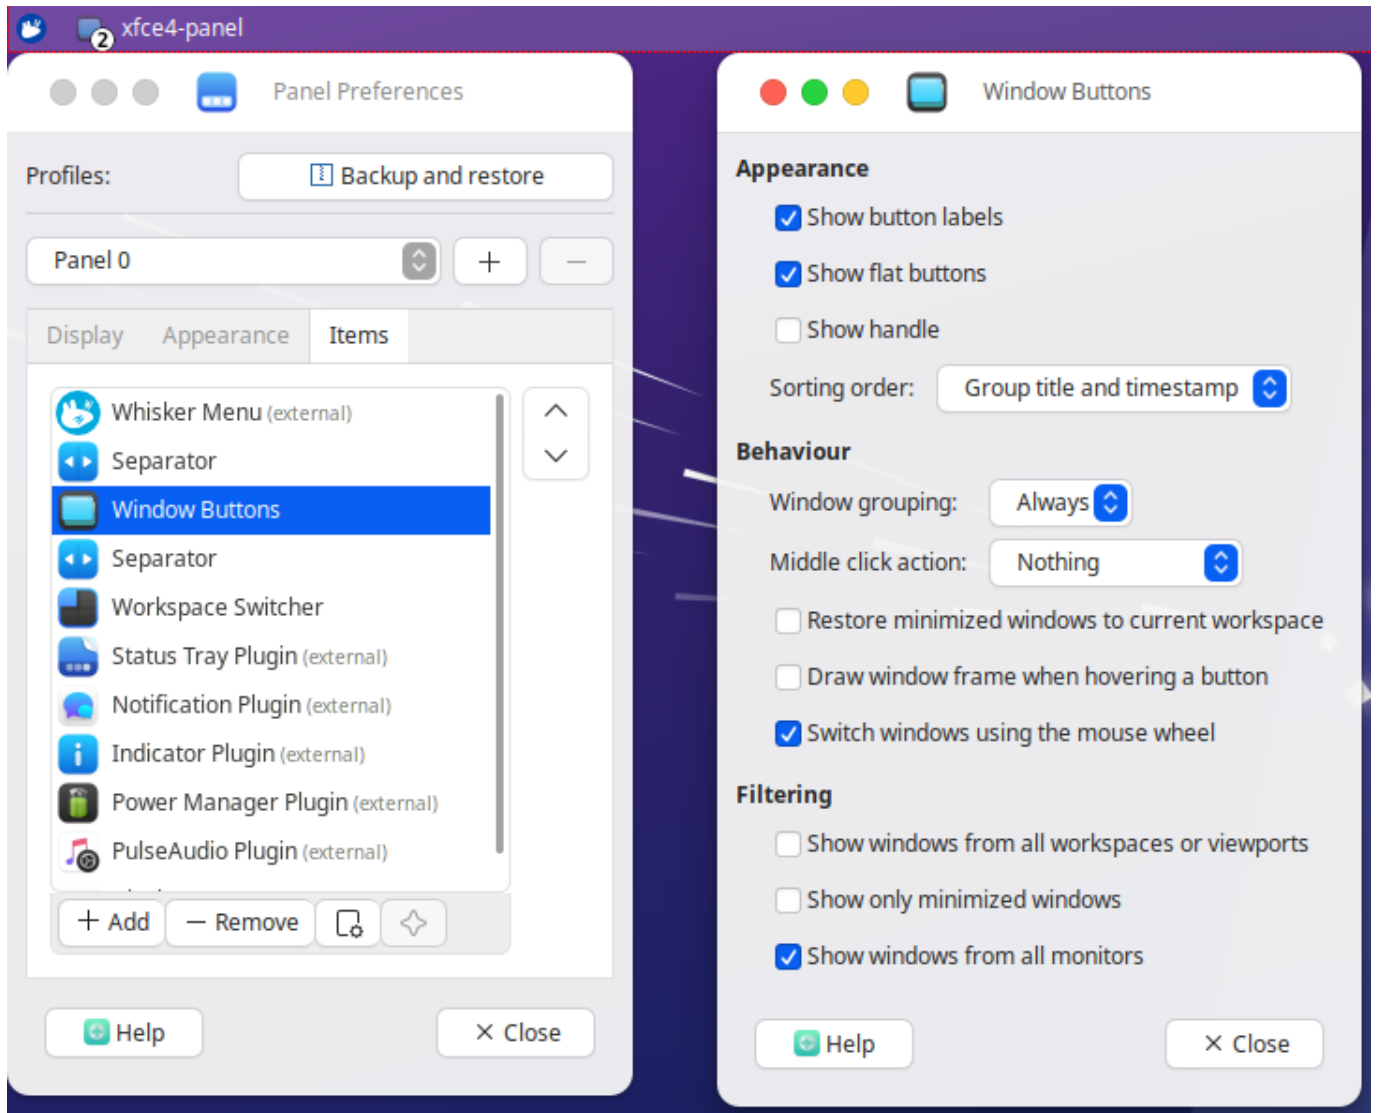 2 xfce4-panel
Panel Preferences
Profiles:
Backup and restore
Panel 0
Display Appearance Items
Whisker Menu (external)
Separator
Window Buttons
Separator
Workspace Switcher
Status Tray Plugin (external)
Notification Plugin (external)
Indicator Plugin (external)
Power Manager Plugin (external)
PulseAudio Plugin (external)
Add Remove
Help Close
Window Buttons
Appearance
Show button labels
Show flat buttons
Show handle
Sorting order: Group title and timestamp
Behaviour
Window grouping: Always
Middle click action: Nothing
Restore minimized windows to current workspace
Draw window frame when hovering a button
Switch windows using the mouse wheel
Filtering
Show windows from all workspaces or viewports
Show only minimized windows
Show windows from all monitors
Help Close